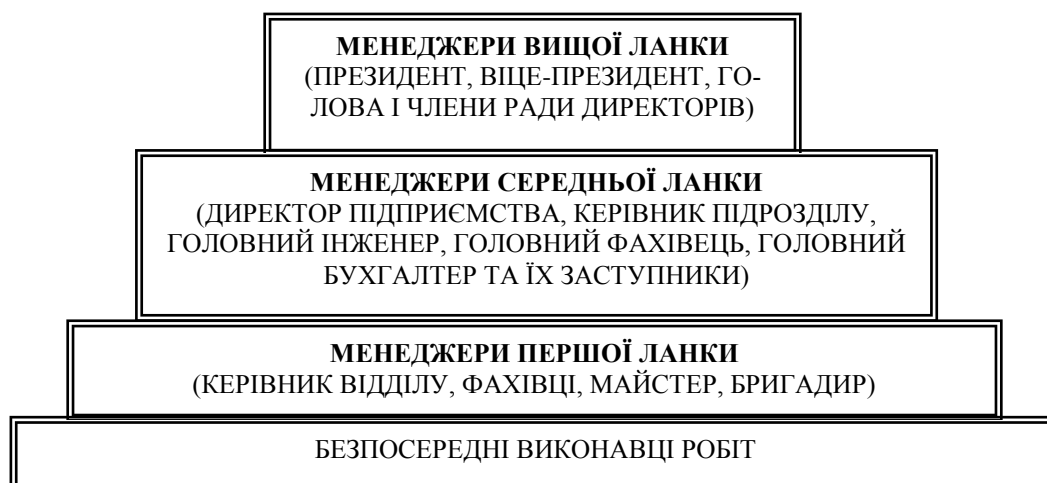 МЕНЕДЖЕРИ ВИЩОЇ ЛАНКИ
(ПРЕЗИДЕНТ, ВІЦЕ-ПРЕЗИДЕНТ, ГО-
ЛОВА І ЧЛЕНИ РАДИ ДИРЕКТОРІВ)
МЕНЕДЖЕРИ СЕРЕДНЬОЇ ЛАНКИ
(ДИРЕКТОР ПІДПРИЄМСТВА, КЕРІВНИК ПІДРОЗДІЛУ,
ГОЛОВНИЙ ІНЖЕНЕР, ГОЛОВНИЙ ФАХІВЕЦЬ, ГОЛОВНИЙ
БУХГАЛТЕР ТА ЇХ ЗАСТУПНИКИ)
МЕНЕДЖЕРИ ПЕРШОЇ ЛАНКИ
(КЕРІВНИК ВІДДІЛУ, ФАХІВЦІ, МАЙСТЕР, БРИГАДИР)
БЕЗПОСЕРЕДНІ ВИКОНАВЦІ РОБІТ